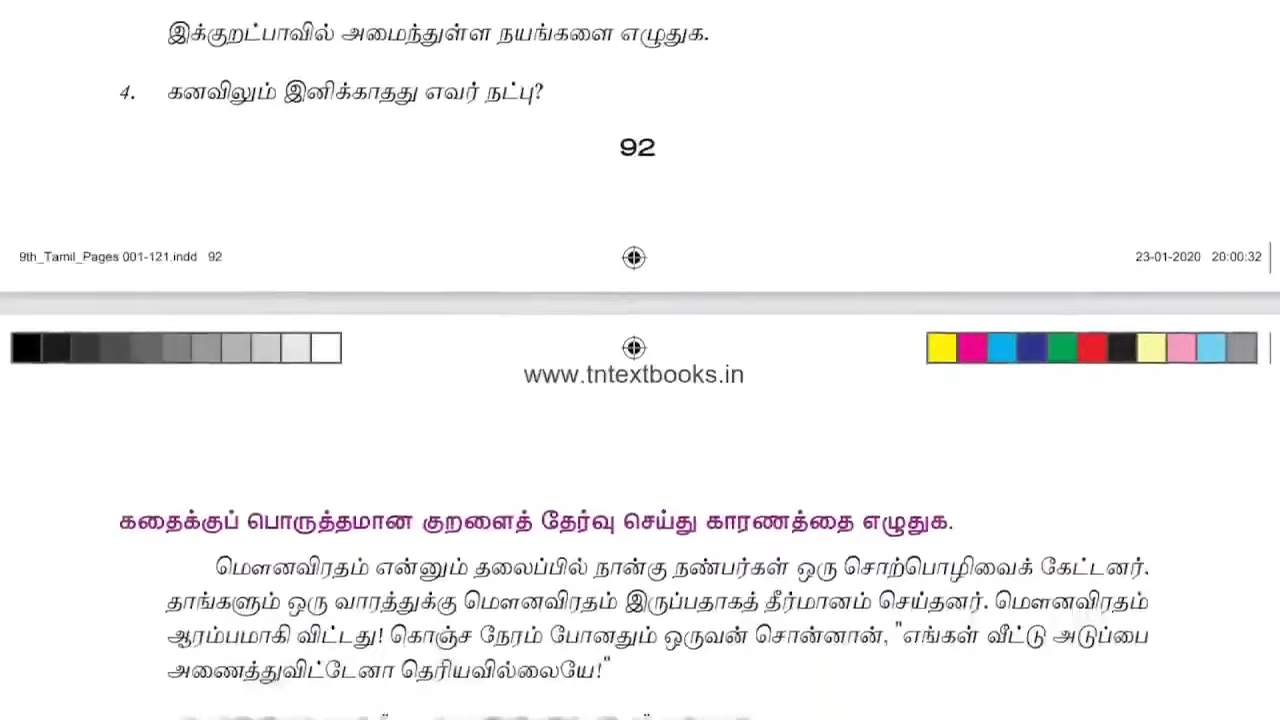 இக்குறட்பாவில் அமைந்துள்ள நயங்களை எழுதுக.
4. கனவிலும் இனிக்காதது எவர் நட்பு?
92
9th_Tamil_Pages 001-121.indd 92 23-01-2020 20:00:32
www.tntextbooks.in
கதைக்குப் பொருத்தமான குறளைத் தேர்வு செய்து காரணத்தை எழுதுக.
மௌனவிரதம் என்னும் தலைப்பில் நான்கு நண்பர்கள் ஒரு சொற்பொழிவைக் கேட்டனர்.
தாங்களும் ஒரு வாரத்துக்கு மௌனவிரதம் இருப்பதாகத் தீர்மானம் செய்தனர். மௌனவிரதம்
ஆரம்பமாகி விட்டது! கொஞ்ச நேரம் போனதும் ஒருவன் சொன்னான், "எங்கள் வீட்டு அடுப்பை
அணைத்துவிட்டேனா தெரியவில்லையே!"